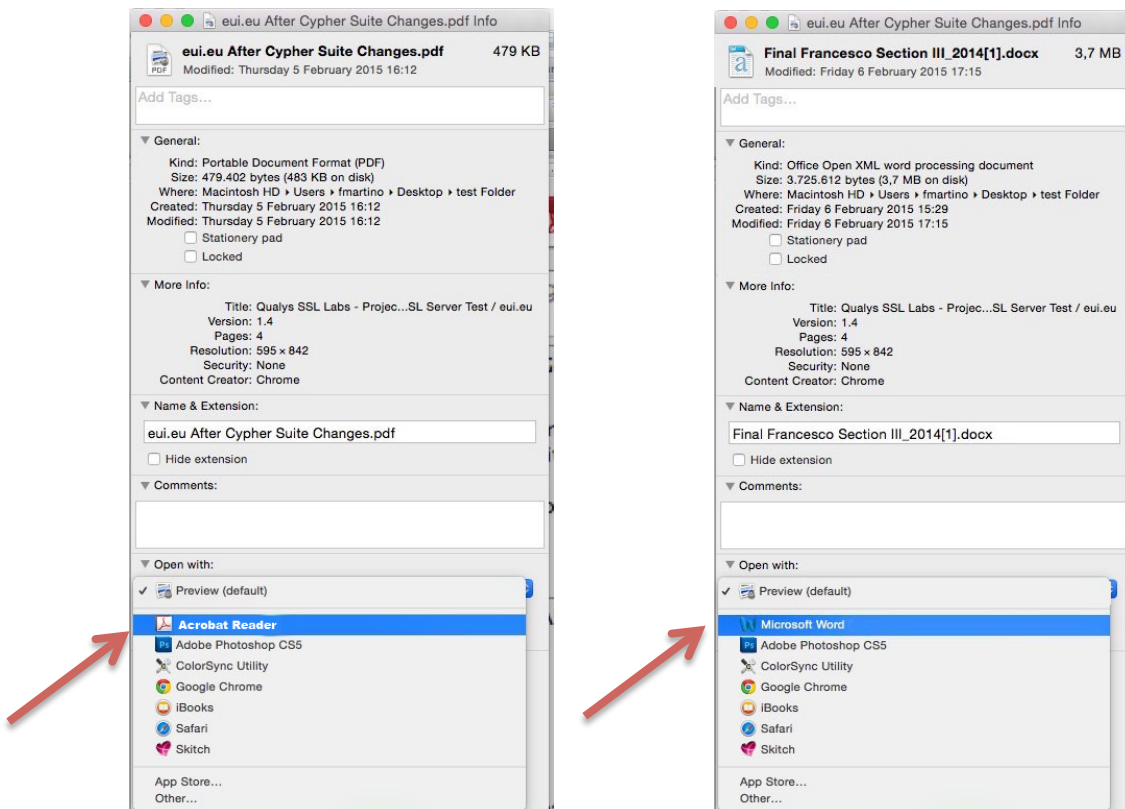 eui.eu After Cypher Suite Changes.pdf Info
eui.eu After Cypher Suite Changes.pdf 479 KB
Modified: Thursday 5 February 2015 16:12
PDF
Add Tags...
General:
Kind: Portable Document Format (PDF)
Size: 479.402 bytes (483 KB on disk)
Where: Macintosh HD ▸ Users ▸ fmartino ▸ Desktop ▸ test Folder
Created: Thursday 5 February 2015 16:12
Modified: Thursday 5 February 2015 16:12
Stationery pad
Locked
More Info:
Title: Qualys SSL Labs - Projec...SL Server Test / eui.eu
Version: 1.4
Pages: 4
Resolution: 595 × 842
Security: None
Content Creator: Chrome
Name & Extension:
eui.eu After Cypher Suite Changes.pdf
Hide extension
Comments:
Open with:
Preview (default)
Acrobat Reader
Ps Adobe Photoshop CS5
ColorSync Utility
Google Chrome
iBooks
Safari
Skitch
App Store...
Other...
eui.eu After Cypher Suite Changes.pdf Info
Final Francesco Section III_2014[1].docx 3,7 MB
Modified: Friday 6 February 2015 17:15
Add Tags...
General:
Kind: Office Open XML word processing document
Size: 3.725.612 bytes (3,7 MB on disk)
Where: Macintosh HD ▸ Users ▸ fmartino ▸ Desktop ▸ test Folder
Created: Friday 6 February 2015 15:29
Modified: Friday 6 February 2015 17:15
Stationery pad
Locked
More Info:
Title: Qualys SSL Labs - Projec...SL Server Test / eui.eu
Version: 1.4
Pages: 4
Resolution: 595 × 842
Security: None
Content Creator: Chrome
Name & Extension:
Final Francesco Section III_2014[1].docx
Hide extension
Comments:
Open with:
Preview (default)
Microsoft Word
Ps Adobe Photoshop CS5
ColorSync Utility
Google Chrome
iBooks
Safari
Skitch
App Store...
Other...